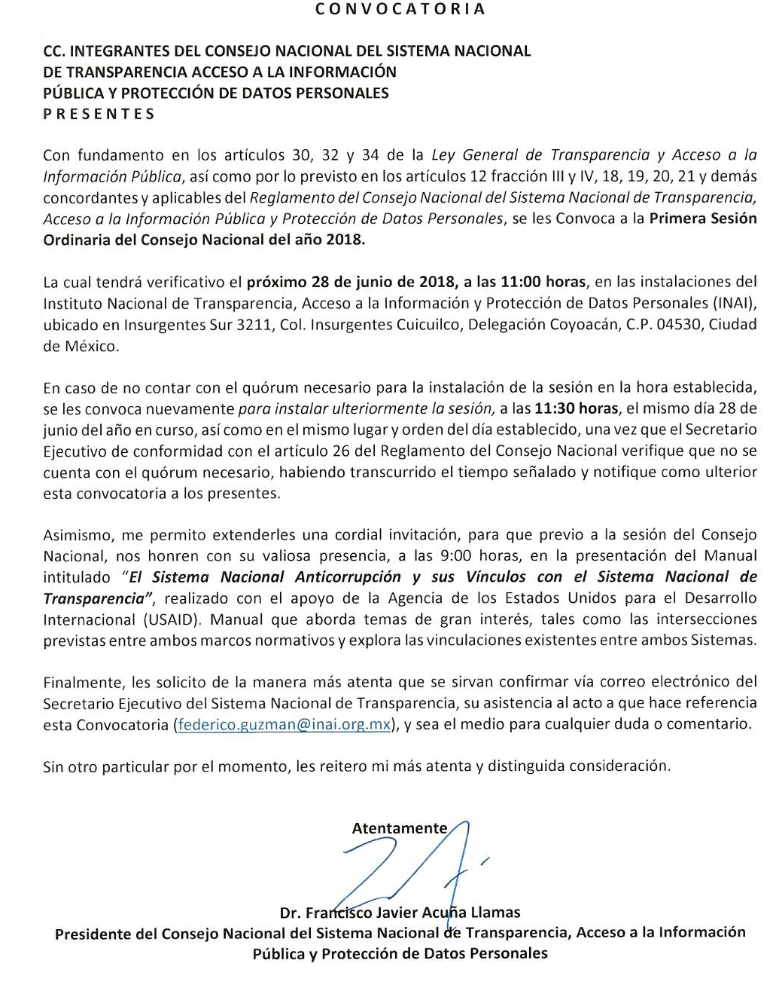 CONVOCATORIA
CC. INTEGRANTES DEL CONSEJO NACIONAL DEL SISTEMA NACIONAL
DE TRANSPARENCIA ACCESO A LA INFORMACIÓN
PÚBLICA Y PROTECCIÓN DE DATOS PERSONALES
PRESENTES
Con fundamento en los artículos 30, 32 y 34 de la Ley General de Transparencia y Acceso a la
Información Pública, así como por lo previsto en los artículos 12 fracción III y IV, 18, 19, 20, 21 y demás
concordantes y aplicables del Reglamento del Consejo Nacional del Sistema Nacional de Transparencia,
Acceso a la Información Pública y Protección de Datos Personales, se les Convoca a la Primera Sesión
Ordinaria del Consejo Nacional del año 2018.
La cual tendrá verificativo el próximo 28 de junio de 2018, a las 11:00 horas, en las instalaciones del
Instituto Nacional de Transparencia, Acceso a la Información y Protección de Datos Personales (INAI),
ubicado en Insurgentes Sur 3211, Col. Insurgentes Cuicuilco, Delegación Coyoacán, C.P. 04530, Ciudad
de México.
En caso de no contar con el quórum necesario para la instalación de la sesión en la hora establecida,
se les convoca nuevamente para instalar ulteriormente la sesión, a las 11:30 horas, el mismo día 28 de
junio del año en curso, así como en el mismo lugar y orden del día establecido, una vez que el Secretario
Ejecutivo de conformidad con el artículo 26 del Reglamento del Consejo Nacional verifique que no se
cuenta con el quórum necesario, habiendo transcurrido el tiempo señalado y notifique como ulterior
esta convocatoria a los presentes.
Asimismo, me permito extenderles una cordial invitación, para que previo a la sesión del Consejo
Nacional, nos honren con su valiosa presencia, a las 9:00 horas, en la presentación del Manual
intitulado “El Sistema Nacional Anticorrupción y sus Vínculos con el Sistema Nacional de
Transparencia”, realizado con el apoyo de la Agencia de los Estados Unidos para el Desarrollo
Internacional (USAID). Manual que aborda temas de gran interés, tales como las intersecciones
previstas entre ambos marcos normativos y explora las vinculaciones existentes entre ambos Sistemas.
Finalmente, les solicito de la manera más atenta que se sirvan confirmar vía correo electrónico del
Secretario Ejecutivo del Sistema Nacional de Transparencia, su asistencia al acto a que hace referencia
esta Convocatoria (federico.guzman@inai.org.mx), y sea el medio para cualquier duda o comentario.
Sin otro particular por el momento, les reitero mi más atenta y distinguida consideración.
Atentamente
Dr. Francisco Javier Acuña Llamas
Presidente del Consejo Nacional del Sistema Nacional de Transparencia, Acceso a la Información
Pública y Protección de Datos Personales